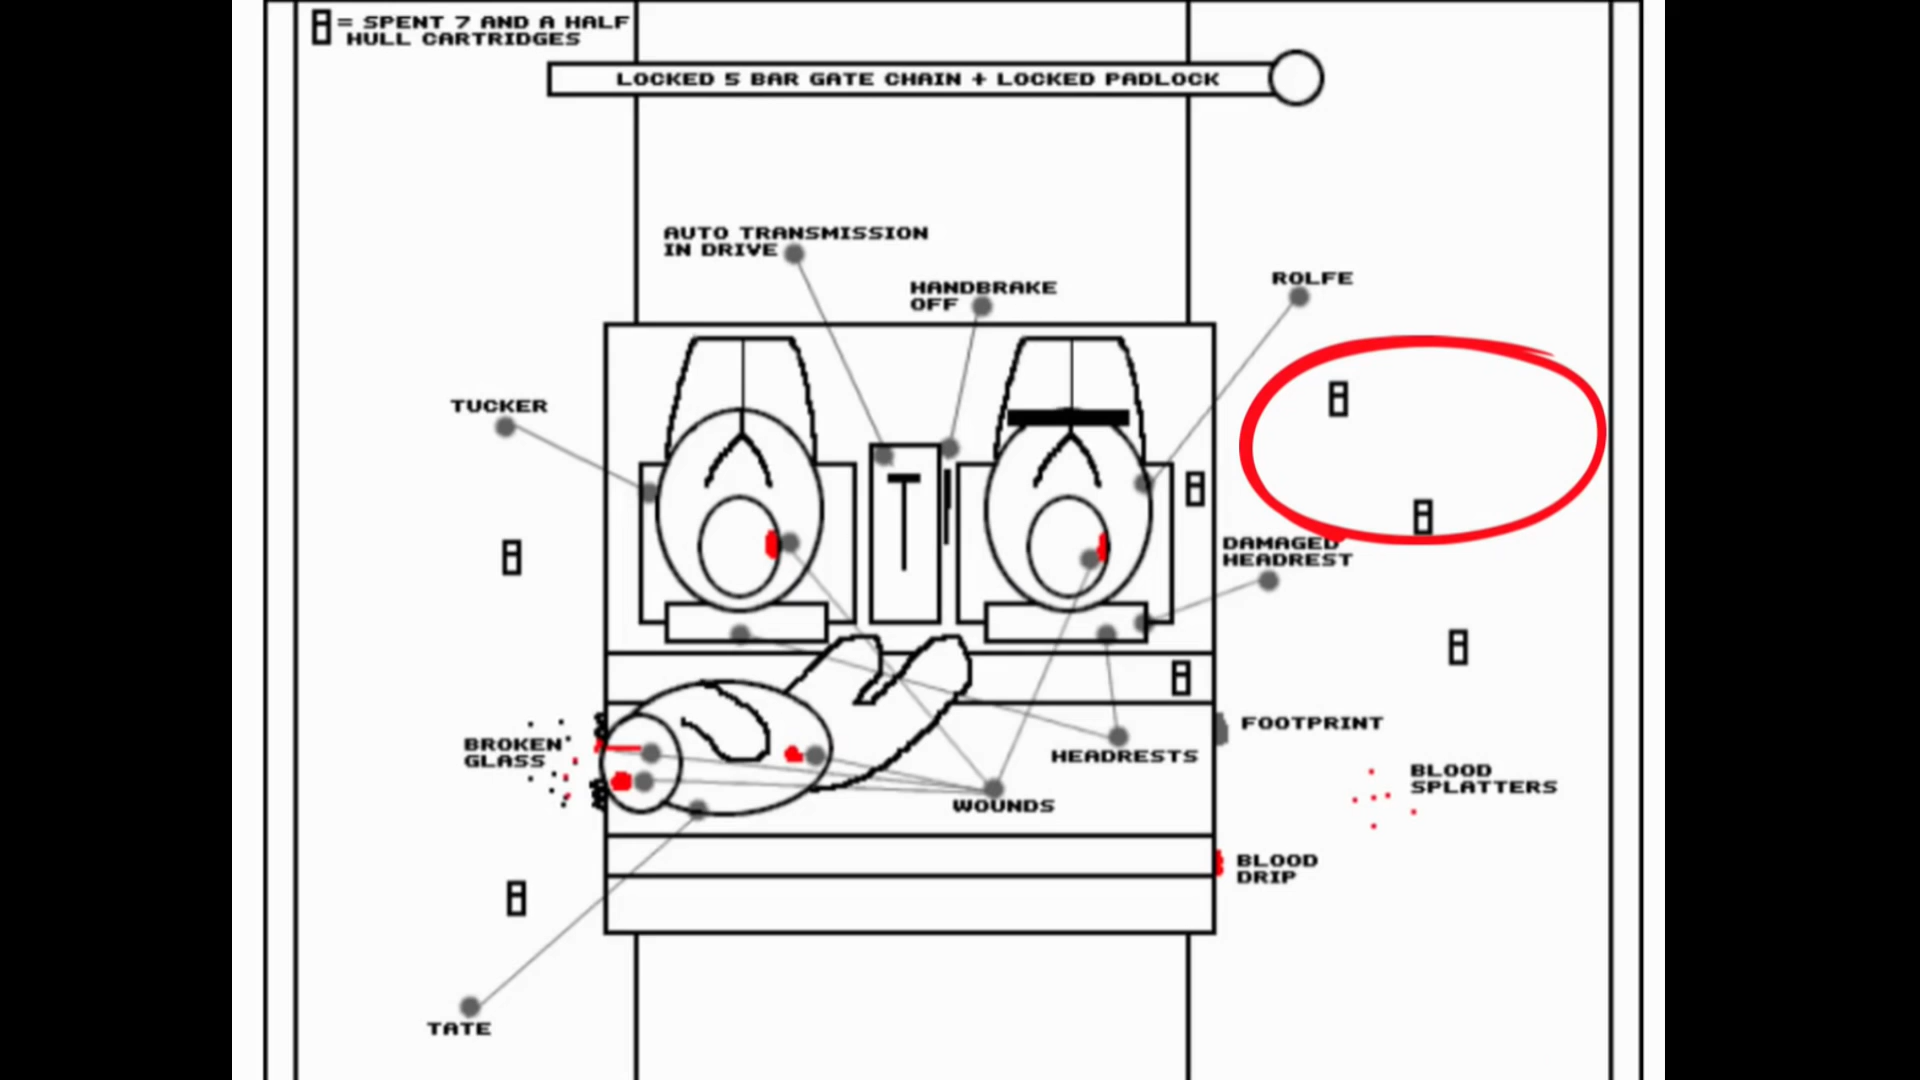 = SPENT 7 AND A HALF
HULL CARTRIDGES
LOCKED 5 BAR GATE CHAIN + LOCKED PADLOCK
AUTO TRANSMISSION
IN DRIVE
HANDBRAKE
OFF
ROLFE
TUCKER
DAMAGED
HEADREST
BROKEN
GLASS
FOOTPRINT
HEADRESTS
BLOOD
SPLATTERS
WOUNDS
BLOOD
DRIP
TATE